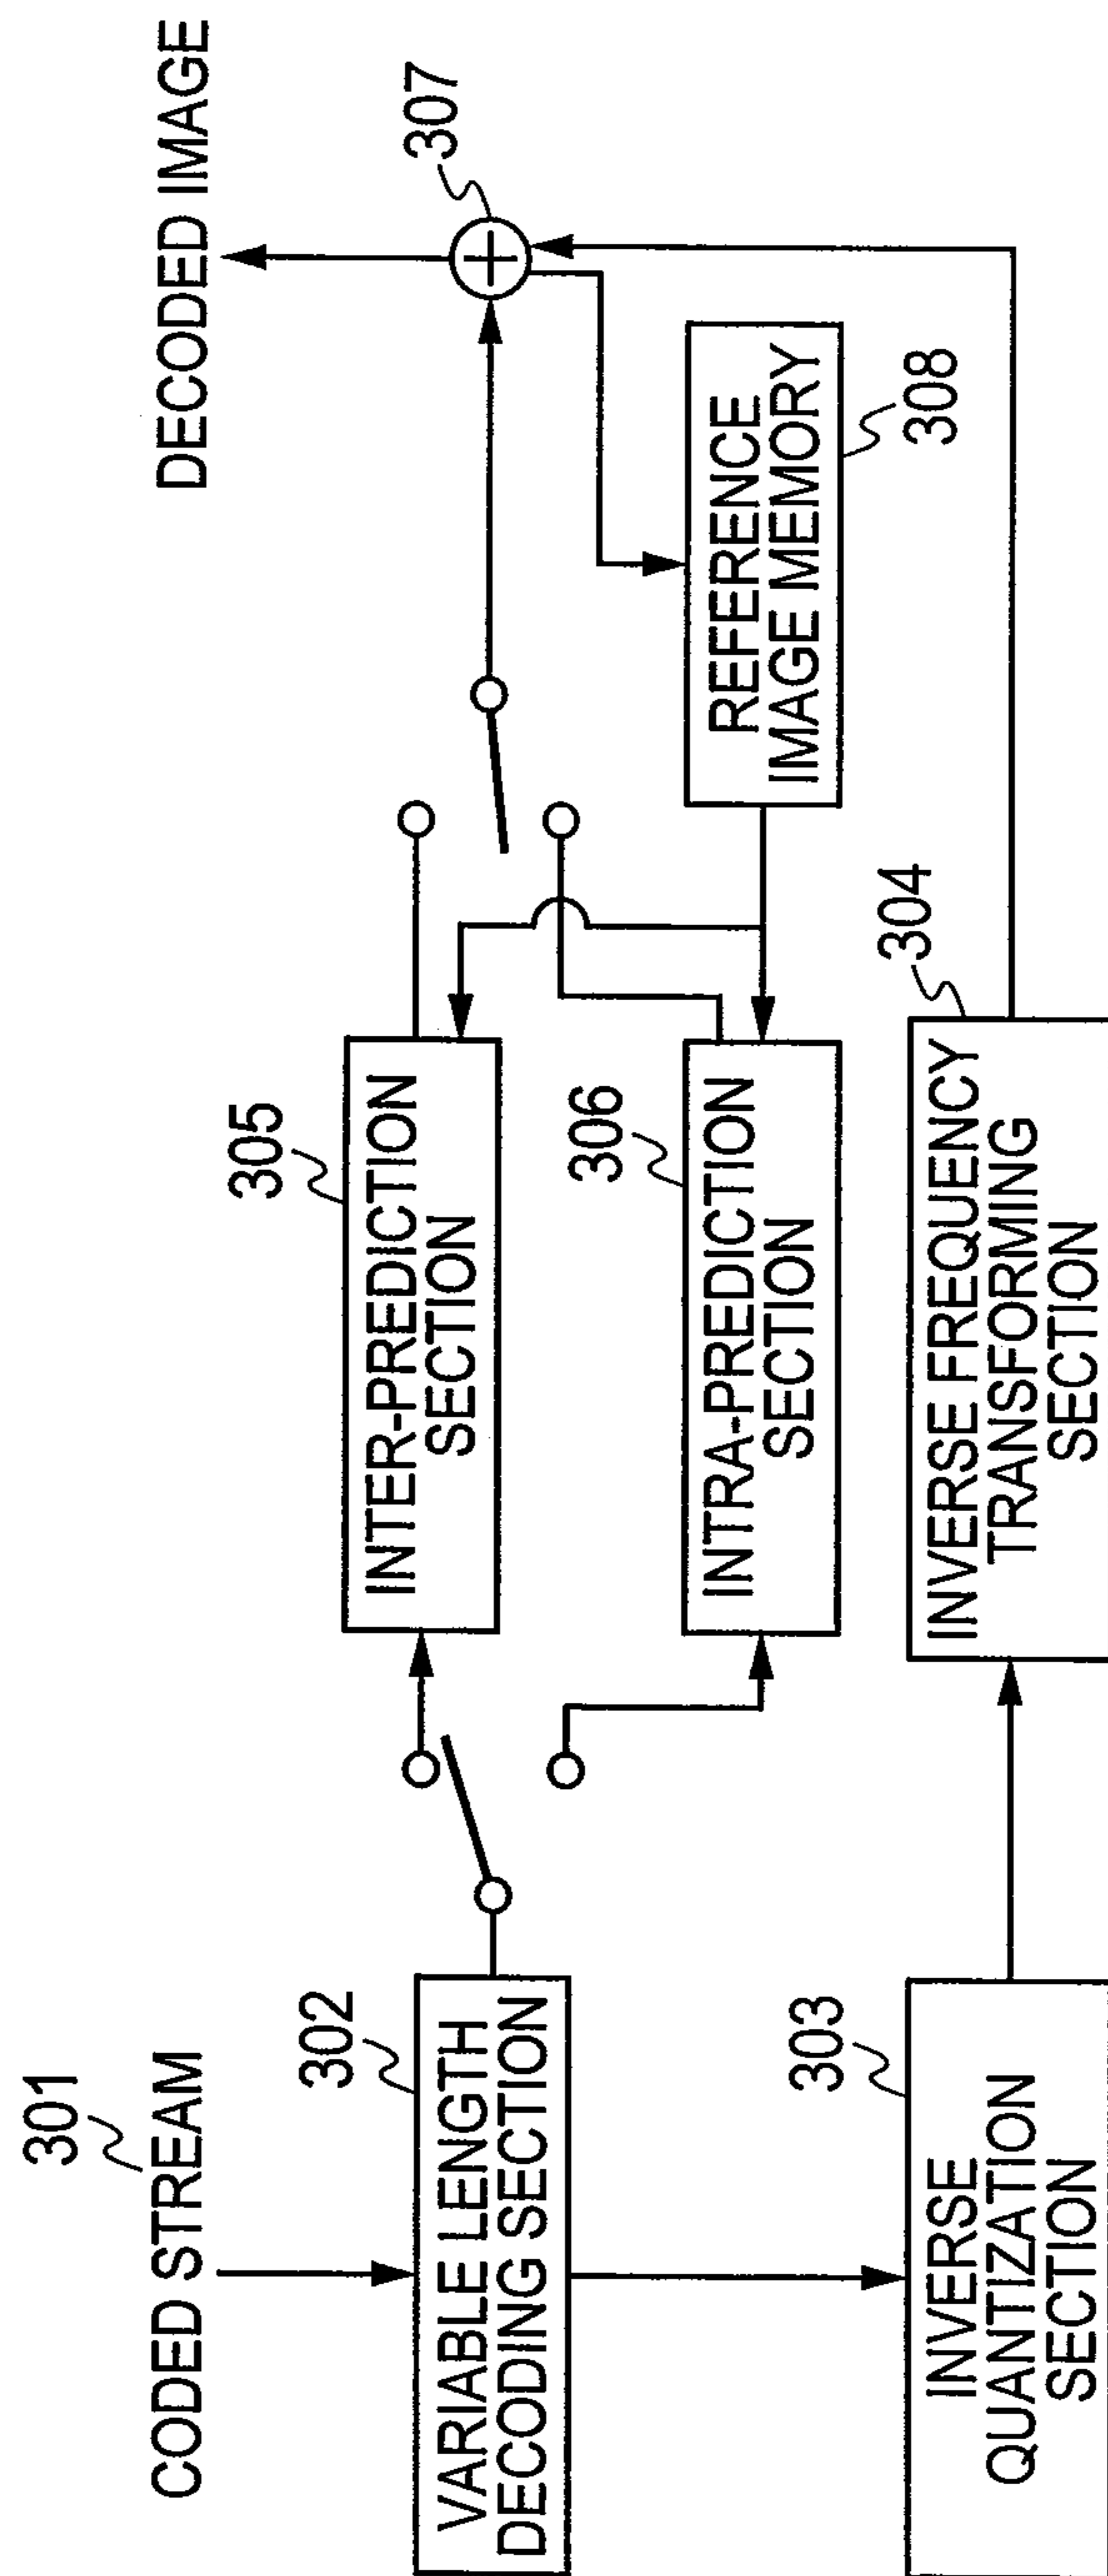 301
CODED STREAM
302
VARIABLE LENGTH
DECODING SECTION
303
INVERSE
QUANTIZATION
SECTION
305
INTER-PREDICTION
SECTION
306
INTRA-PREDICTION
SECTION
304
INVERSE FREQUENCY
TRANSFORMING
SECTION
REFERENCE
IMAGE MEMORY
308
307
DECODED IMAGE